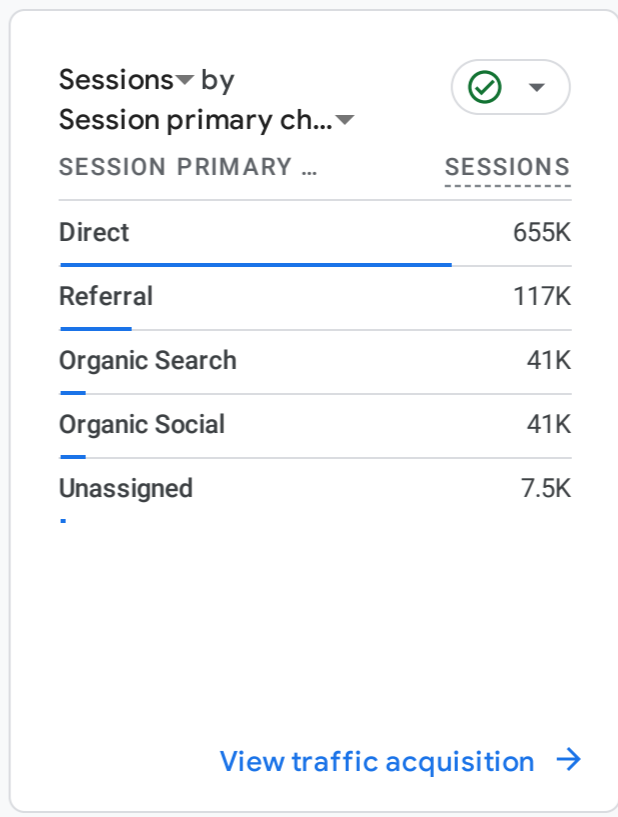 Sessions by
Session primary ch...
SESSION PRIMARY ... SESSIONS
Direct 655K
Referral 117K
Organic Search 41K
Organic Social 41K
Unassigned 7.5K
View traffic acquisition